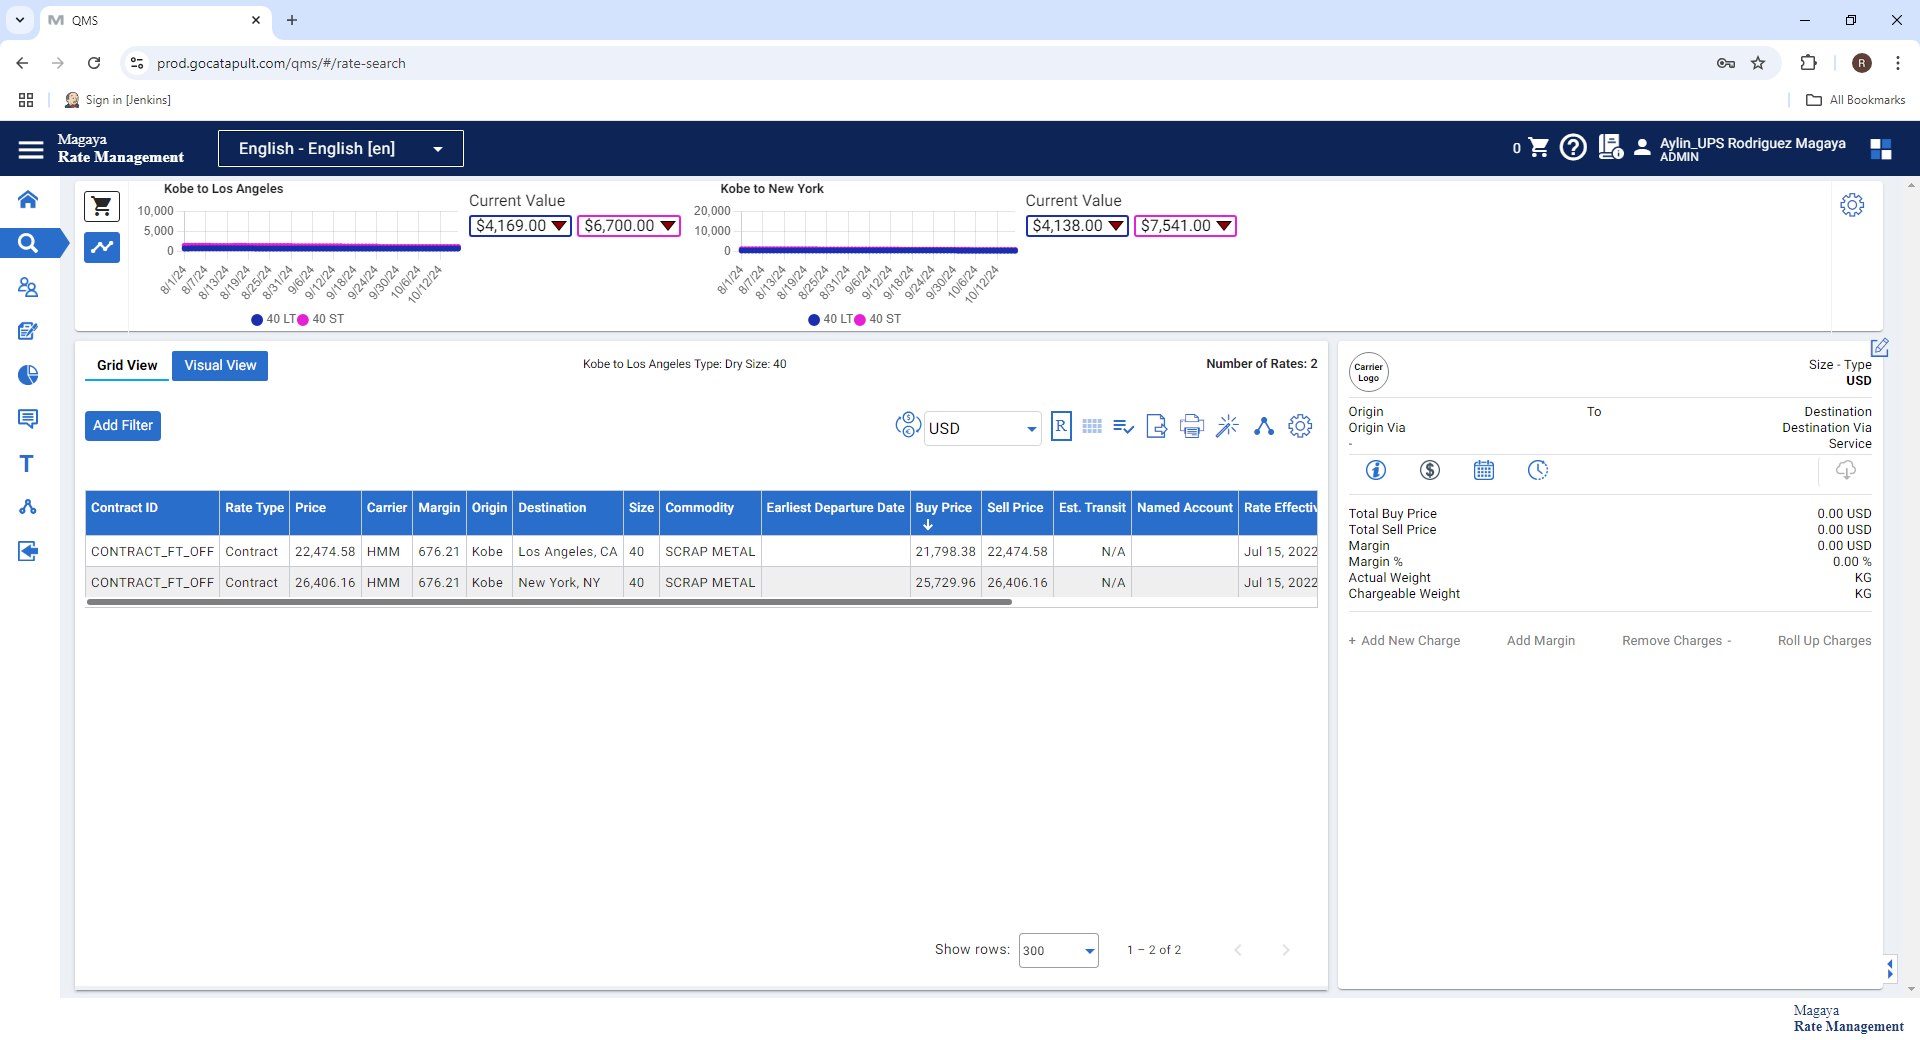 QMS
prod.gocatapult.com/qms/#/rate-search
R
Sign in [Jenkins]
All Bookmarks
Magaya
Rate Management
English - English [en]
0
Aylin_UPS Rodriguez Magaya
ADMIN
Kobe to Los Angeles
10,000
5,000
0
8/1/24 8/7/24 8/13/24 8/19/24 8/25/24 8/31/24 9/6/24 9/12/24 9/18/24 9/24/24 9/30/24 10/6/24 10/12/24
40 LT 40 ST
Current Value
$4,169.00 $6,700.00
Kobe to New York
20,000
10,000
0
8/1/24 8/7/24 8/13/24 8/19/24 8/25/24 8/31/24 9/6/24 9/12/24 9/18/24 9/24/24 9/30/24 10/6/24 10/12/24
40 LT 40 ST
Current Value
$4,138.00 $7,541.00
Grid View Visual View Kobe to Los Angeles Type: Dry Size: 40 Number of Rates: 2
Add Filter USD R
Contract ID Rate Type Price Carrier Margin Origin Destination Size Commodity Earliest Departure Date Buy Price Sell Price Est. Transit Named Account Rate Effectiv
CONTRACT_FT_OFF Contract 22,474.58 HMM 676.21 Kobe Los Angeles, CA 40 SCRAP METAL 21,798.38 22,474.58 N/A Jul 15, 2022
CONTRACT_FT_OFF Contract 26,406.16 HMM 676.21 Kobe New York, NY 40 SCRAP METAL 25,729.96 26,406.16 N/A Jul 15, 2022
Show rows: 300 1 – 2 of 2
Carrier
Logo
Size - Type
USD
Origin To Destination
Origin Via Destination Via
- Service
Total Buy Price 0.00 USD
Total Sell Price 0.00 USD
Margin 0.00 USD
Margin % 0.00 %
Actual Weight KG
Chargeable Weight KG
+ Add New Charge Add Margin Remove Charges - Roll Up Charges
Magaya
Rate Management